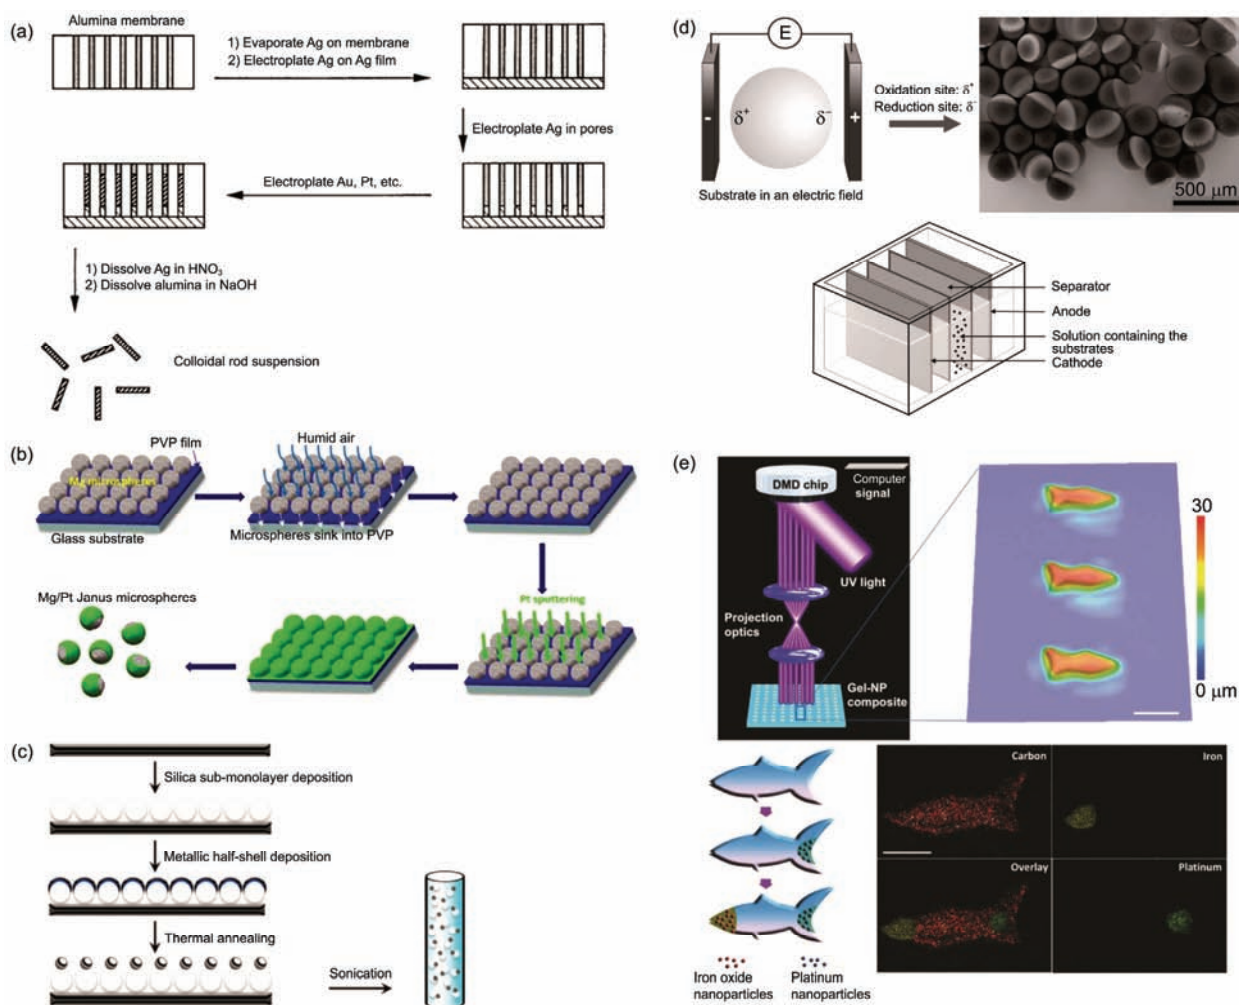 (a)
Alumina membrane
1) Evaporate Ag on membrane
2) Electroplate Ag on Ag film
Electroplate Ag in pores
Electroplate Au, Pt, etc.
1) Dissolve Ag in HNO₃
2) Dissolve alumina in NaOH
Colloidal rod suspension
(b)
PVP film
Humid air
Mg microspheres
Glass substrate
Microspheres sink into PVP
Mg/Pt Janus microspheres
Pt sputtering
(c)
Silica sub-monolayer deposition
Metallic half-shell deposition
Thermal annealing
Sonication
(d)
E
δ⁺
δ⁻
-
+
Substrate in an electric field
Oxidation site: δ⁺
Reduction site: δ⁻
500 μm
Separator
Anode
Solution containing the
substrates
Cathode
(e)
DMD chip
Computer
signal
UV light
Projection
optics
Gel-NP
composite
30
0 μm
Iron oxide
nanoparticles
Platinum
nanoparticles
Carbon
Iron
Overlay
Platinum